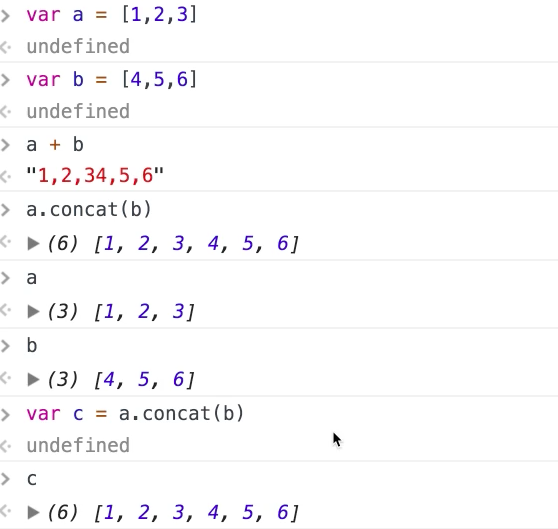 var a = [1,2,3]
undefined
var b = [4,5,6]
undefined
a + b
"1,2,34,5,6"
a.concat(b)
(6) [1, 2, 3, 4, 5, 6]
a
(3) [1, 2, 3]
b
(3) [4, 5, 6]
var c = a.concat(b)
undefined
c
(6) [1, 2, 3, 4, 5, 6]